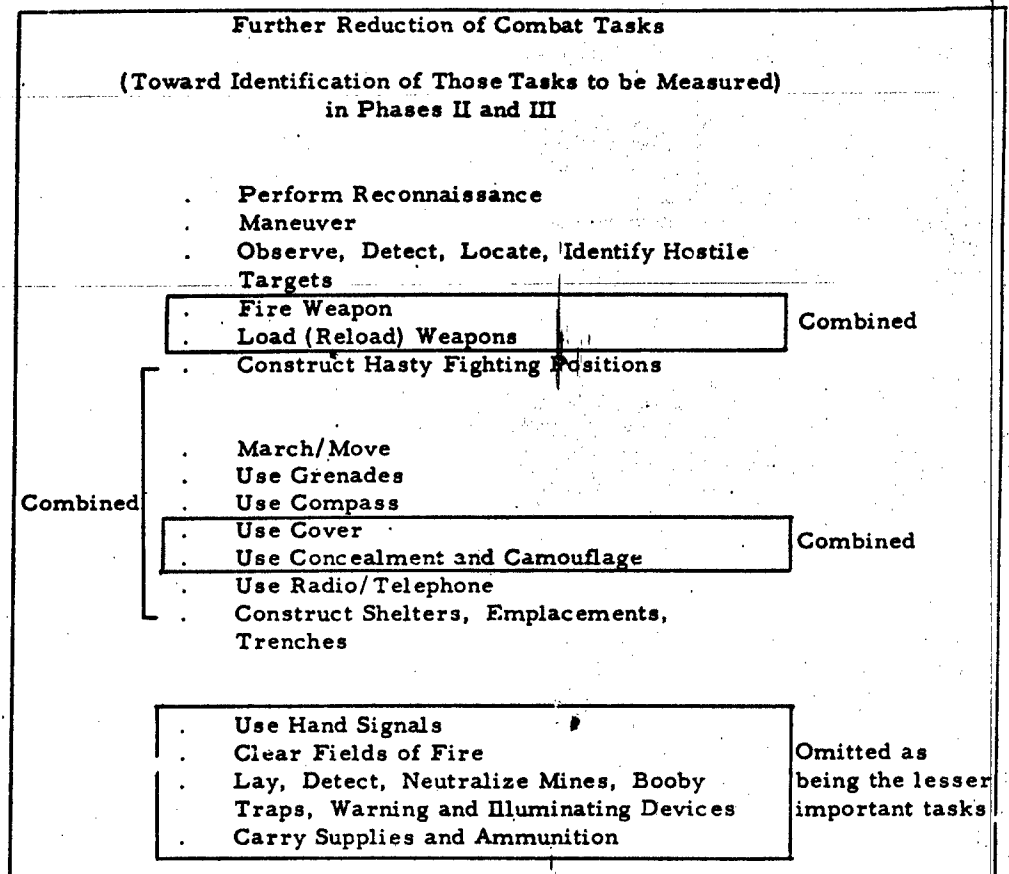 Further Reduction of Combat Tasks
(Toward Identification of Those Tasks to be Measured)
in Phases II and III
. Perform Reconnaissance
. Maneuver
. Observe, Detect, Locate, Identify Hostile
Targets
. Fire Weapon
. Load (Reload) Weapons
Combined
. Construct Hasty Fighting Positions
. March/Move
. Use Grenades
Combined
. Use Compass
. Use Cover
. Use Concealment and Camouflage
Combined
. Use Radio/Telephone
. Construct Shelters, Emplacements,
Trenches
. Use Hand Signals
. Clear Fields of Fire
. Lay, Detect, Neutralize Mines, Booby
Traps, Warning and Illuminating Devices
. Carry Supplies and Ammunition
Omitted as
being the lesser
important tasks